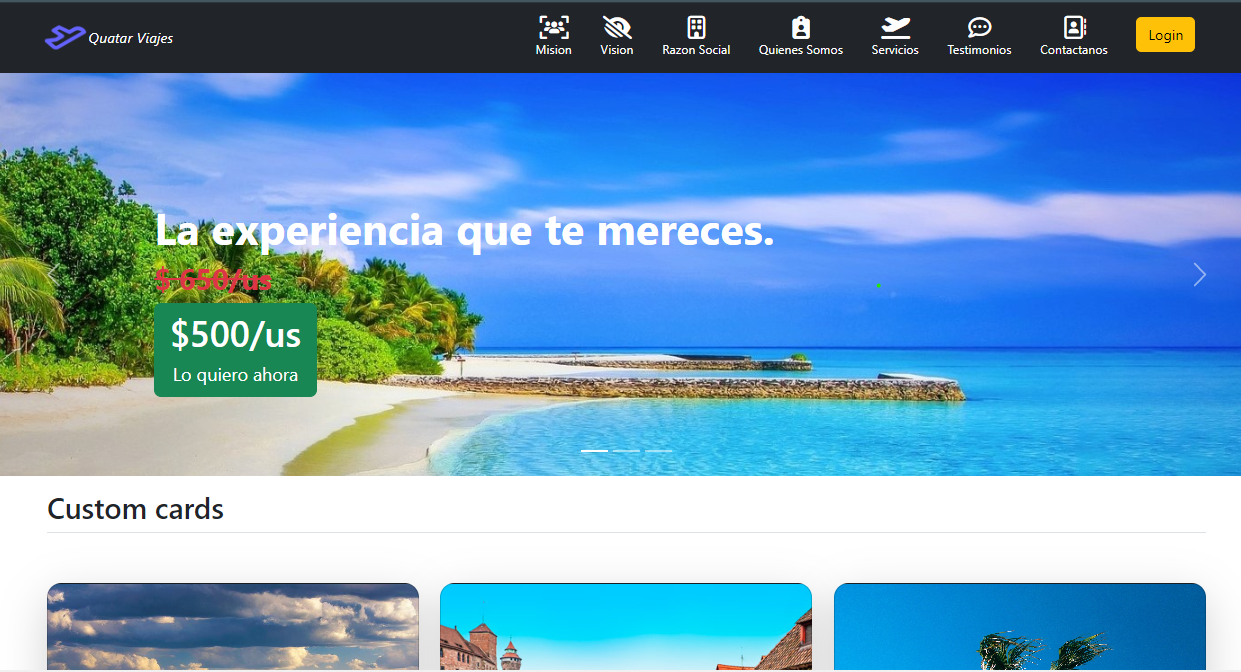 Quatar Viajes
Mision
Vision
Razon Social
Quienes Somos
Servicios
Testimonios
Contactanos
Login
La experiencia que te mereces.
$ 650/us
$500/us
Lo quiero ahora
Custom cards